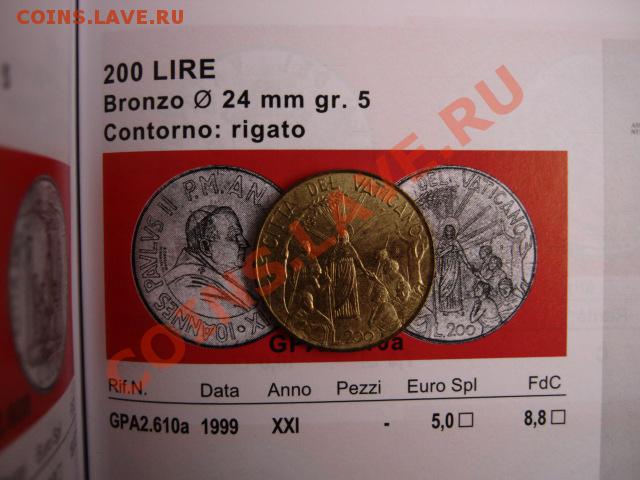 COINS.LAVE.RU
200 LIRE
Bronzo Ø 24 mm gr. 5
Contorno: rigato
IOANNES PAVLVS II P.M. AN.
CITTA' DEL VATICANO
L.200
DEL VATICANO
L.200
COINS.LAVE.RU
Rif.N. Data Anno Pezzi Euro Spl FdC
GPA2.610a 1999 XXI - 5,0 □ 8,8 □